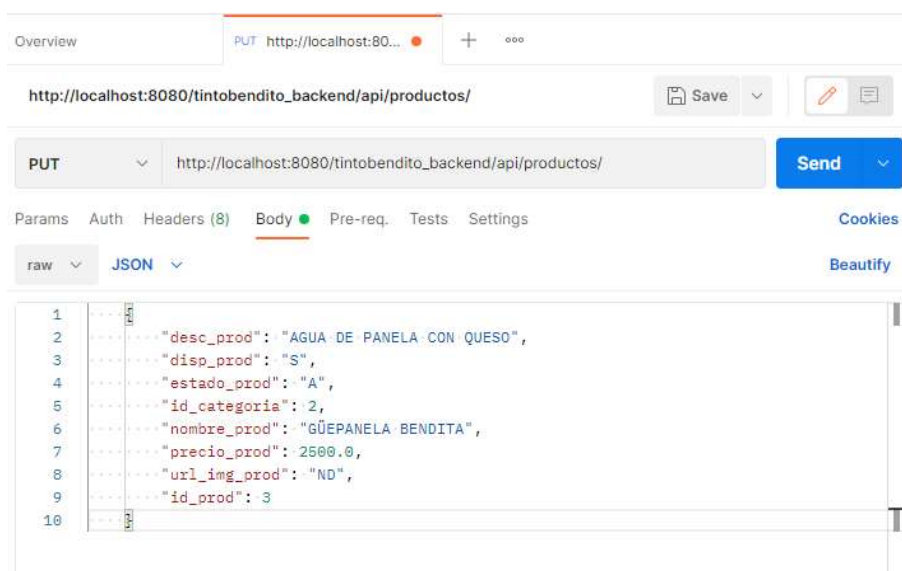 Overview PUT http://localhost:80... + ooo
http://localhost:8080/tintobendito_backend/api/productos/ Save
PUT http://localhost:8080/tintobendito_backend/api/productos/ Send
Params Auth Headers (8) Body Pre-req. Tests Settings Cookies
raw JSON Beautify
1 {
2 "desc_prod": "AGUA DE PANELA CON QUESO",
3 "disp_prod": "S",
4 "estado_prod": "A",
5 "id_categoria": 2,
6 "nombre_prod": "GÜEPANELA BENDITA",
7 "precio_prod": 2500.0,
8 "url_img_prod": "ND",
9 "id_prod": 3
10 }